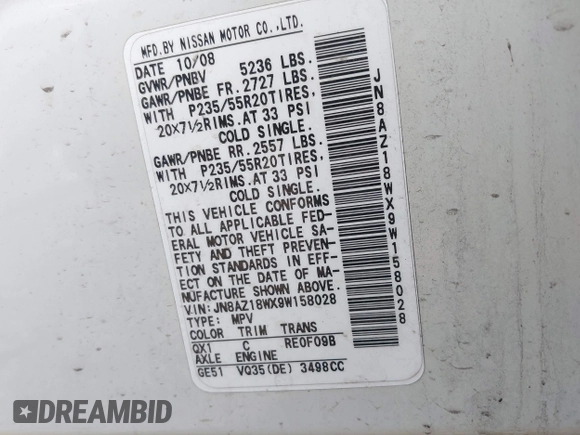 MFD.BY NISSAN MOTOR CO.,LTD.
DATE 10/08
GVWR/PNBV 5236 LBS.
GAWR/PNBE FR. 2727 LBS.
WITH P235/55R20TIRES,
20X7½RIMS.AT 33 PSI
COLD SINGLE.
GAWR/PNBE RR. 2557 LBS.
WITH P235/55R20TIRES,
20X7½RIMS.AT 33 PSI
COLD SINGLE.
THIS VEHICLE CONFORMS
TO ALL APPLICABLE FED-
ERAL MOTOR VEHICLE SA-
FETY AND THEFT PREVEN-
TION STANDARDS IN EFF-
ECT ON THE DATE OF MA-
NUFACTURE SHOWN ABOVE.
V.I.N: JN8AZ18WX9W158028
TYPE: MPV
COLOR TRIM TRANS
QX1 C RE0F09B
AXLE ENGINE
GE51 VQ35(DE) 3498CC
JN8AZ18WX9W158028
DREAMBID